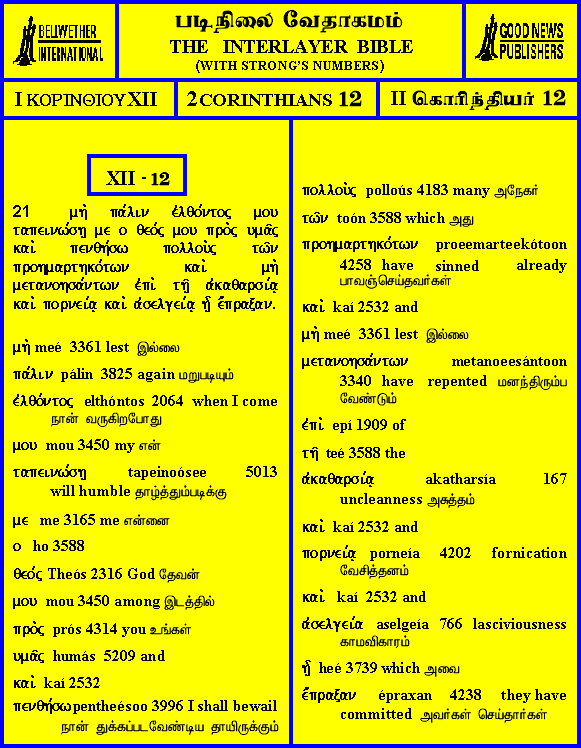 BELLWETHER
INTERNATIONAL
படிநிலை வேதாகமம்
THE INTERLAYER BIBLE
(WITH STRONG'S NUMBERS)
GOOD NEWS
PUBLISHERS
I ΚΟΡΙΝΘΙΟΥ XII
2 CORINTHIANS 12
II கொரிந்தியர் 12
XII - 12
21 μὴ πάλιν ἐλθόντος μου
ταπεινώσῃ με ο θεός μου πρὸς υμᾶς
καὶ πενθήσω πολλοὺς τῶν
προημαρτηκότων καὶ μὴ
μετανοησάντων ἐπὶ τῇ ἀκαθαρσίᾳ
καὶ πορνείᾳ καὶ ἀσελγείᾳ ᾗ ἔπραξαν.
μὴ meé 3361 lest இல்லை
πάλιν pálin 3825 again மறுபடியும்
ἐλθόντος elthóntos 2064 when I come
நான் வருகிறபோது
μου mou 3450 my என்
ταπεινώσῃ tapeinoósee 5013
will humble தாழ்த்தும்படிக்கு
με me 3165 me என்னை
ο ho 3588
θεός Theós 2316 God தேவன்
μου mou 3450 among இடத்தில்
πρὸς prós 4314 you உங்கள்
υμᾶς humás 5209 and
καὶ kaí 2532
πενθήσω pentheésoo 3996 I shall bewail
நான் துக்கப்படவேண்டிய தாயிருக்கும்
πολλοὺς polloús 4183 many அநேகர்
τῶν toón 3588 which அது
προημαρτηκότων proeemarteekótoon
4258 have sinned already
பாவஞ்செய்தவர்கள்
καὶ kaí 2532 and
μὴ meé 3361 lest இல்லை
μετανοησάντων metanoeesántoon
3340 have repented மனந்திரும்ப
வேண்டும்
ἐπὶ epí 1909 of
τῇ teé 3588 the
ἀκαθαρσίᾳ akatharsía 167
uncleanness அசுத்தம்
καὶ kaí 2532 and
πορνείᾳ porneía 4202 fornication
வேசித்தனம்
καὶ kaí 2532 and
ἀσελγείᾳ aselgeía 766 lasciviousness
காமவிகாரம்
ᾗ heé 3739 which அவை
ἔπραξαν épraxan 4238 they have
committed அவர்கள் செய்தார்கள்